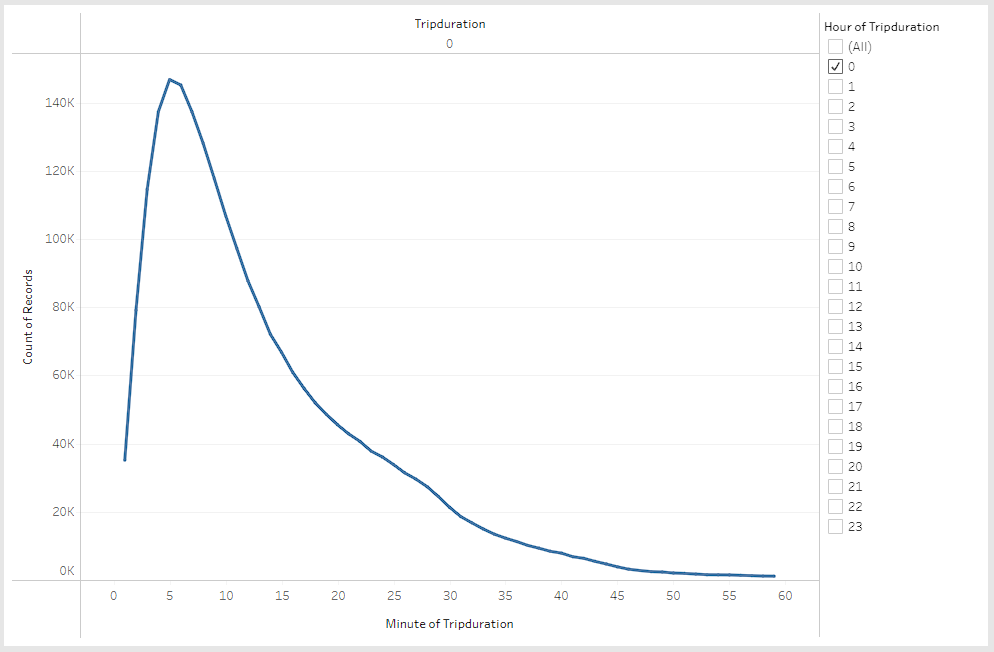 Tripduration
0
Count of Records
140K
120K
100K
80K
60K
40K
20K
0K
0 5 10 15 20 25 30 35 40 45 50 55 60
Minute of Tripduration
Hour of Tripduration
(All)
0
1
2
3
4
5
6
7
8
9
10
11
12
13
14
15
16
17
18
19
20
21
22
23